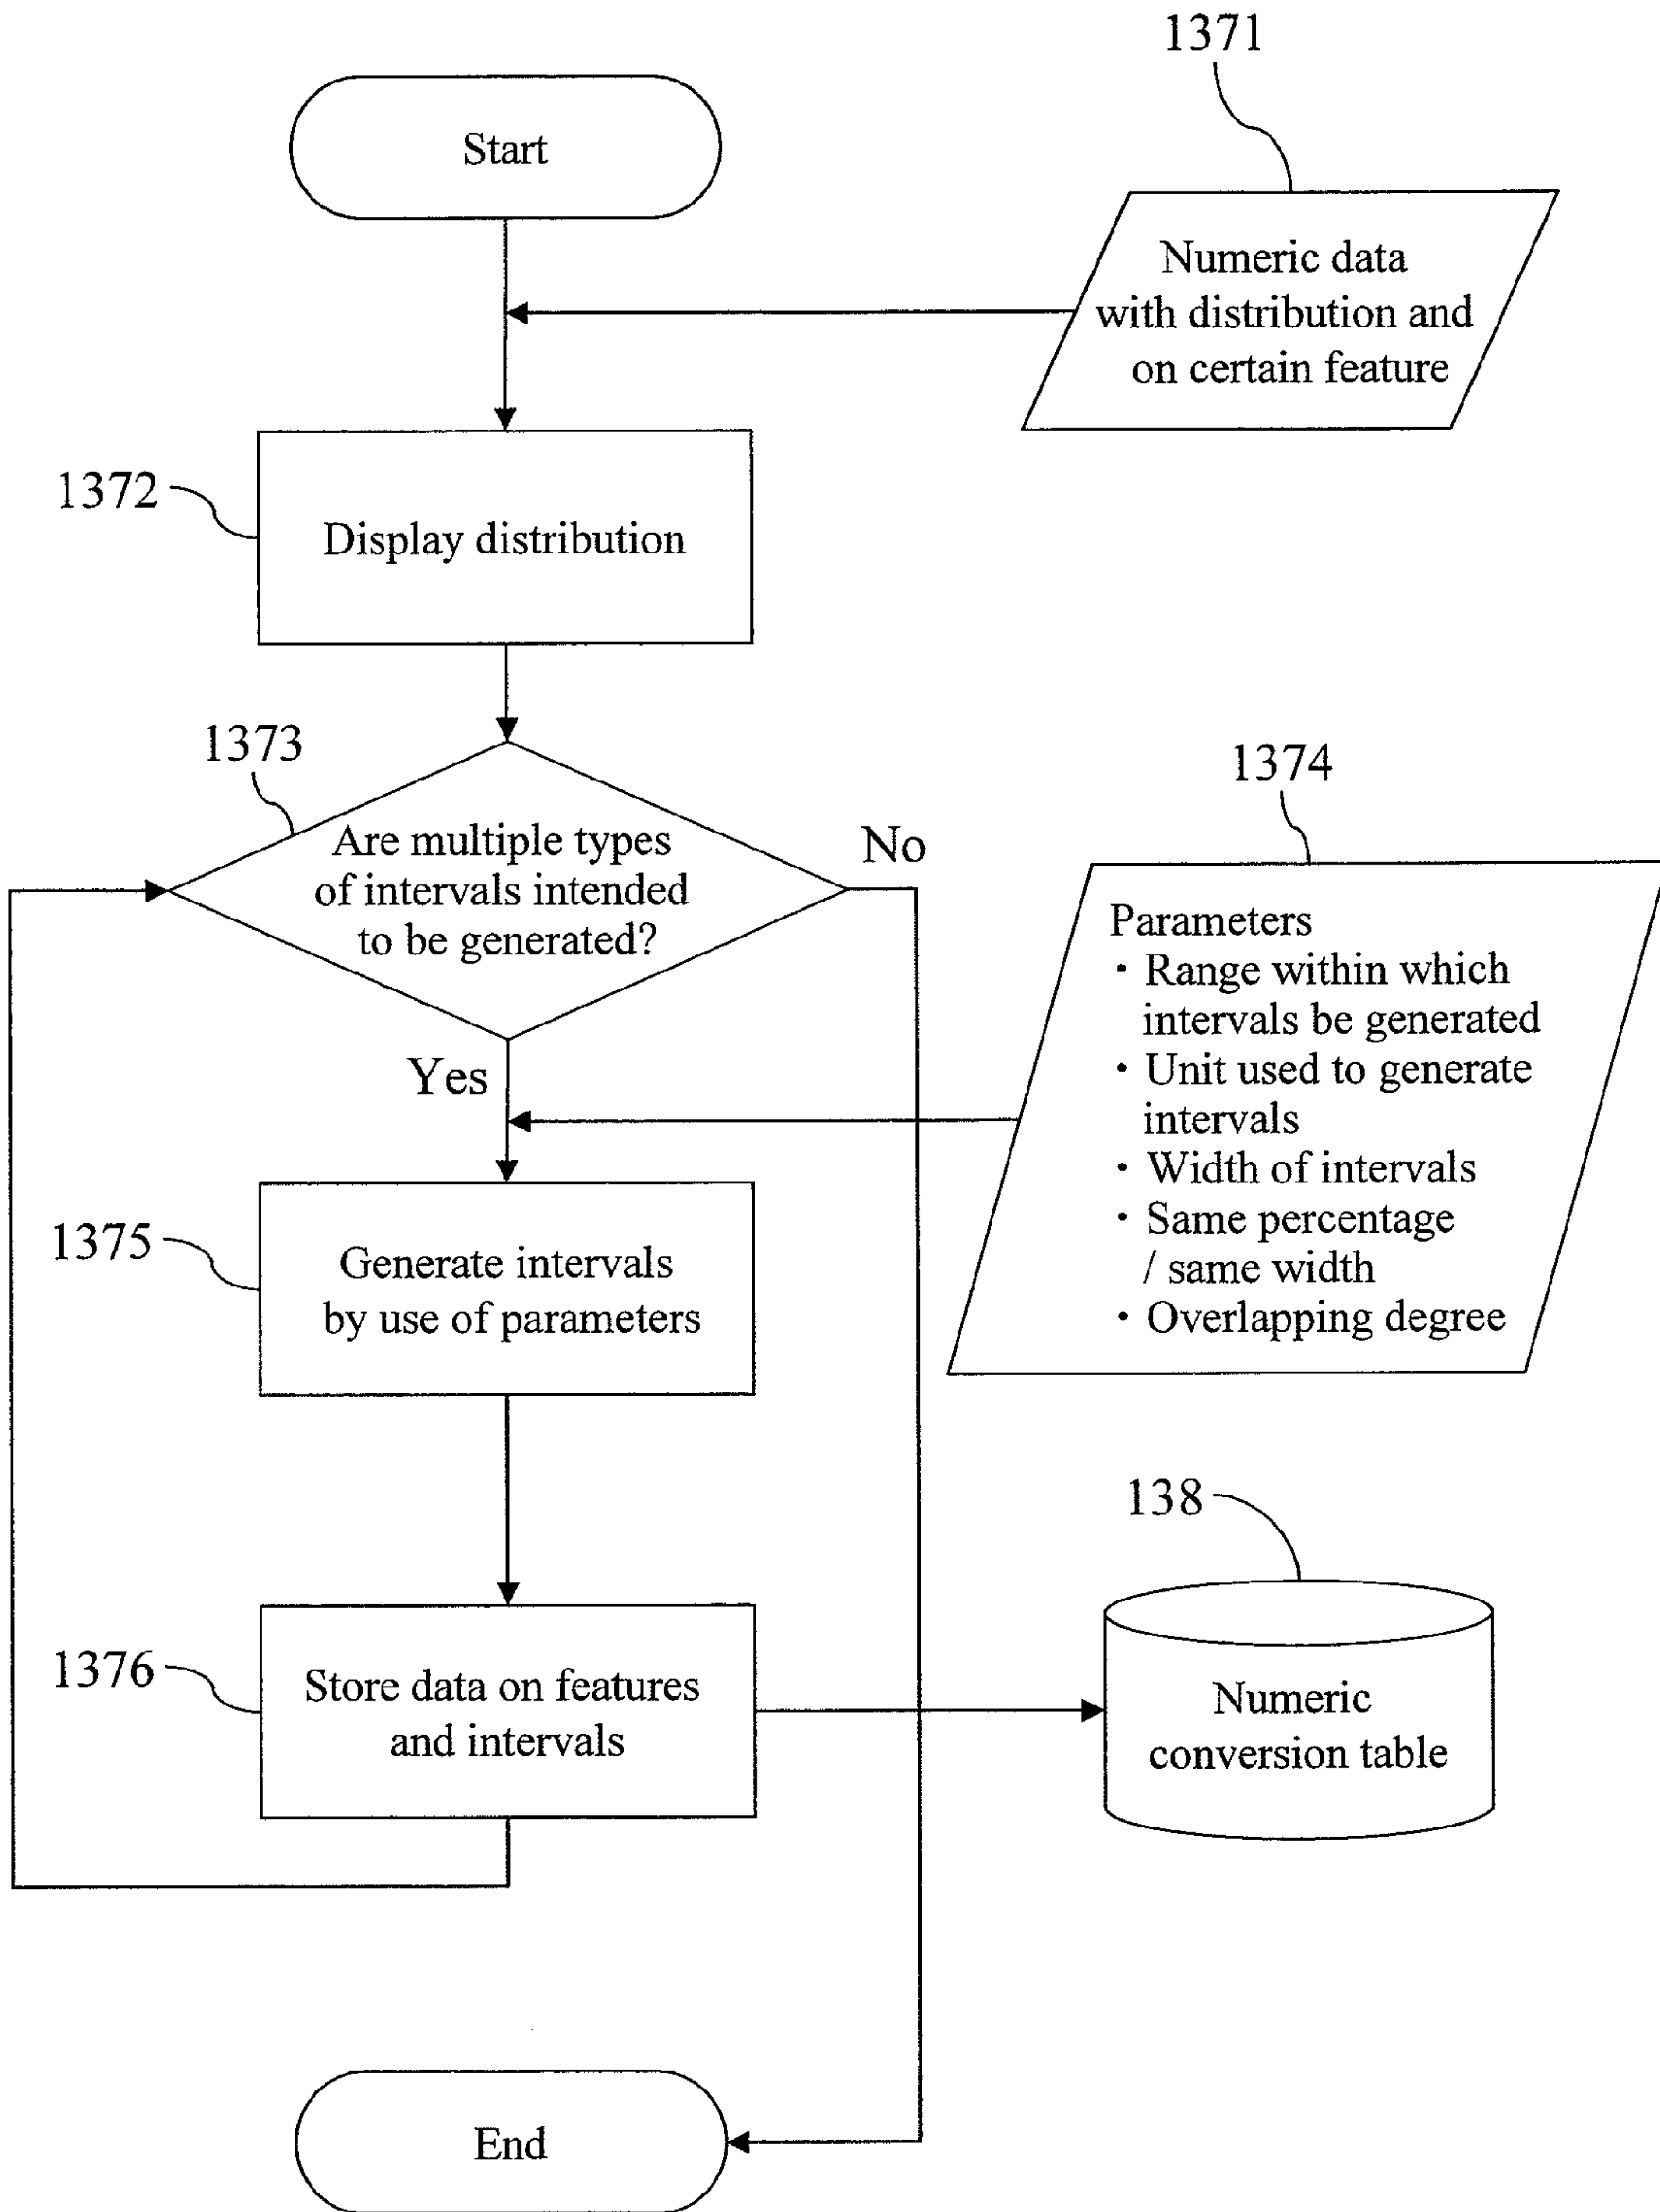 1371
Start
Numeric data
with distribution and
on certain feature
1372
Display distribution
1373
Are multiple types
of intervals intended
to be generated?
No
Yes
1374
Parameters
・Range within which
intervals be generated
・Unit used to generate
intervals
・Width of intervals
・Same percentage
/ same width
・Overlapping degree
1375
Generate intervals
by use of parameters
138
1376
Store data on features
and intervals
Numeric
conversion table
End